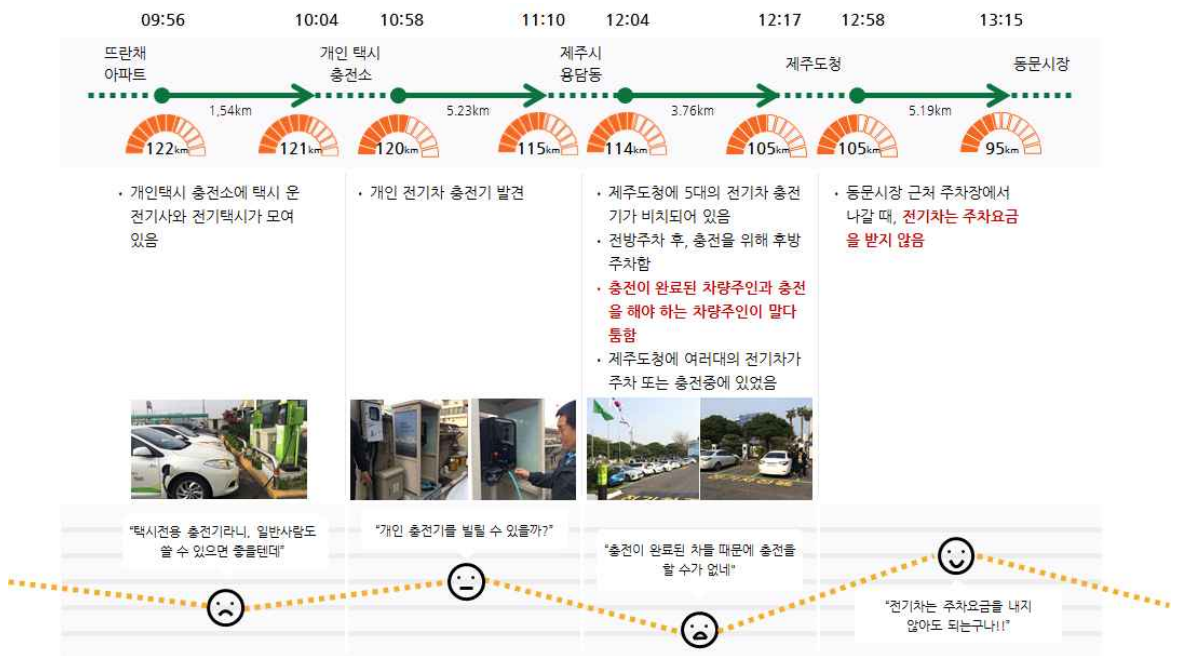 09:56 10:04 10:58 11:10 12:04 12:17 12:58 13:15
뜨란채
아파트
개인 택시
충전소
제주시
용담동
제주도청
동문시장
1,54km 5.23km 3.76km 5.19km
122km 121km 120km 115km 114km 105km 105km 95km
· 개인택시 충전소에 택시 운
전기사와 전기택시가 모여
있음
· 개인 전기차 충전기 발견
· 제주도청에 5대의 전기차 충전
기가 비치되어 있음
· 전방주차 후, 충전을 위해 후방
주차함
· 충전이 완료된 차량주인과 충전
을 해야 하는 차량주인이 말다
툼함
· 제주도청에 여러대의 전기차가
주차 또는 충전중에 있었음
· 동문시장 근처 주차장에서
나갈 때, 전기차는 주차요금
을 받지 않음
"택시전용 충전기라니, 일반사람도
쓸 수 있으면 좋을텐데"
"개인 충전기를 빌릴 수 있을까?"
"충전이 완료된 차들 때문에 충전을
할 수가 없네"
"전기차는 주차요금을 내지
않아도 되는구나!!"